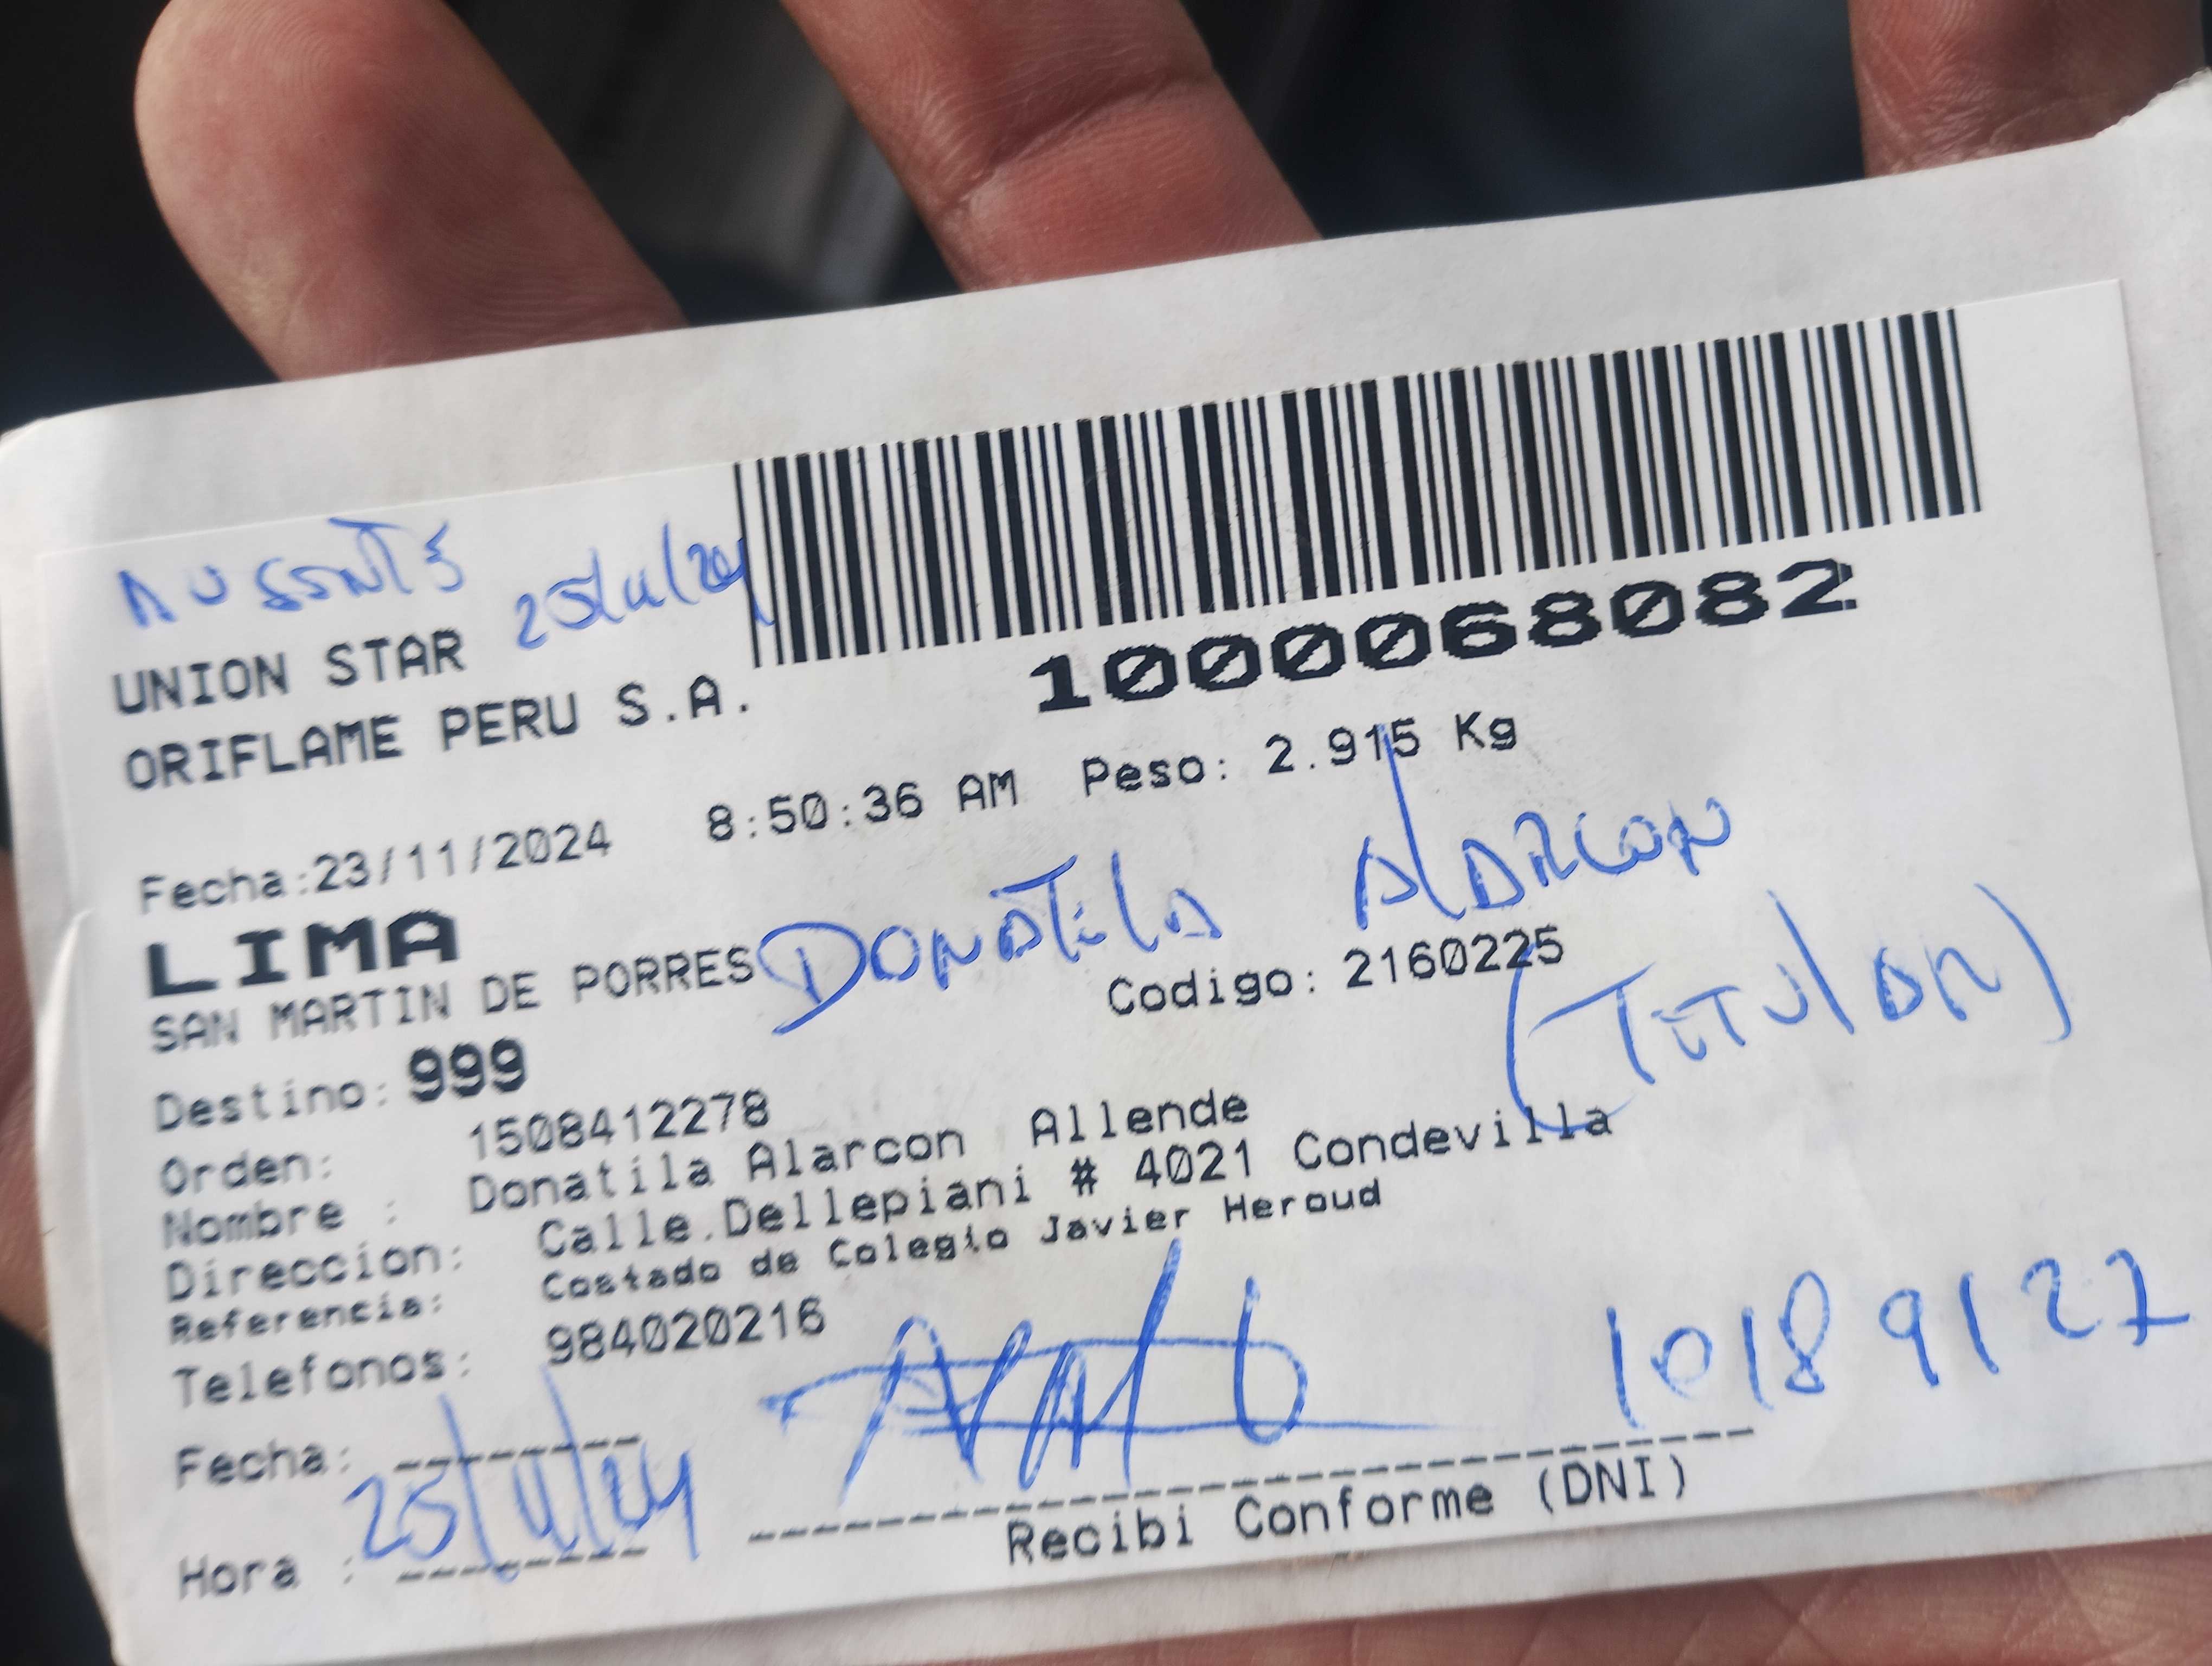 AUSENTE 25/11/24
UNION STAR
ORIFLAME PERU S.A.
1000068082
Fecha:23/11/2024 8:50:36 AM Peso: 2.915 Kg
LIMA
DONATILA ALARCON
SAN MARTIN DE PORRES
Codigo: 2160225
(TITULAR)
Destino: 999
Orden: 1508412278
Nombre : Donatila Alarcon Allende
Direccion: Calle.Dellepiani # 4021 Condevilla
Referencia: Costado de Colegio Javier Heroud
Telefonos: 984020216
10189127
Fecha:
25/11/24
Hora :
Recibi Conforme (DNI)